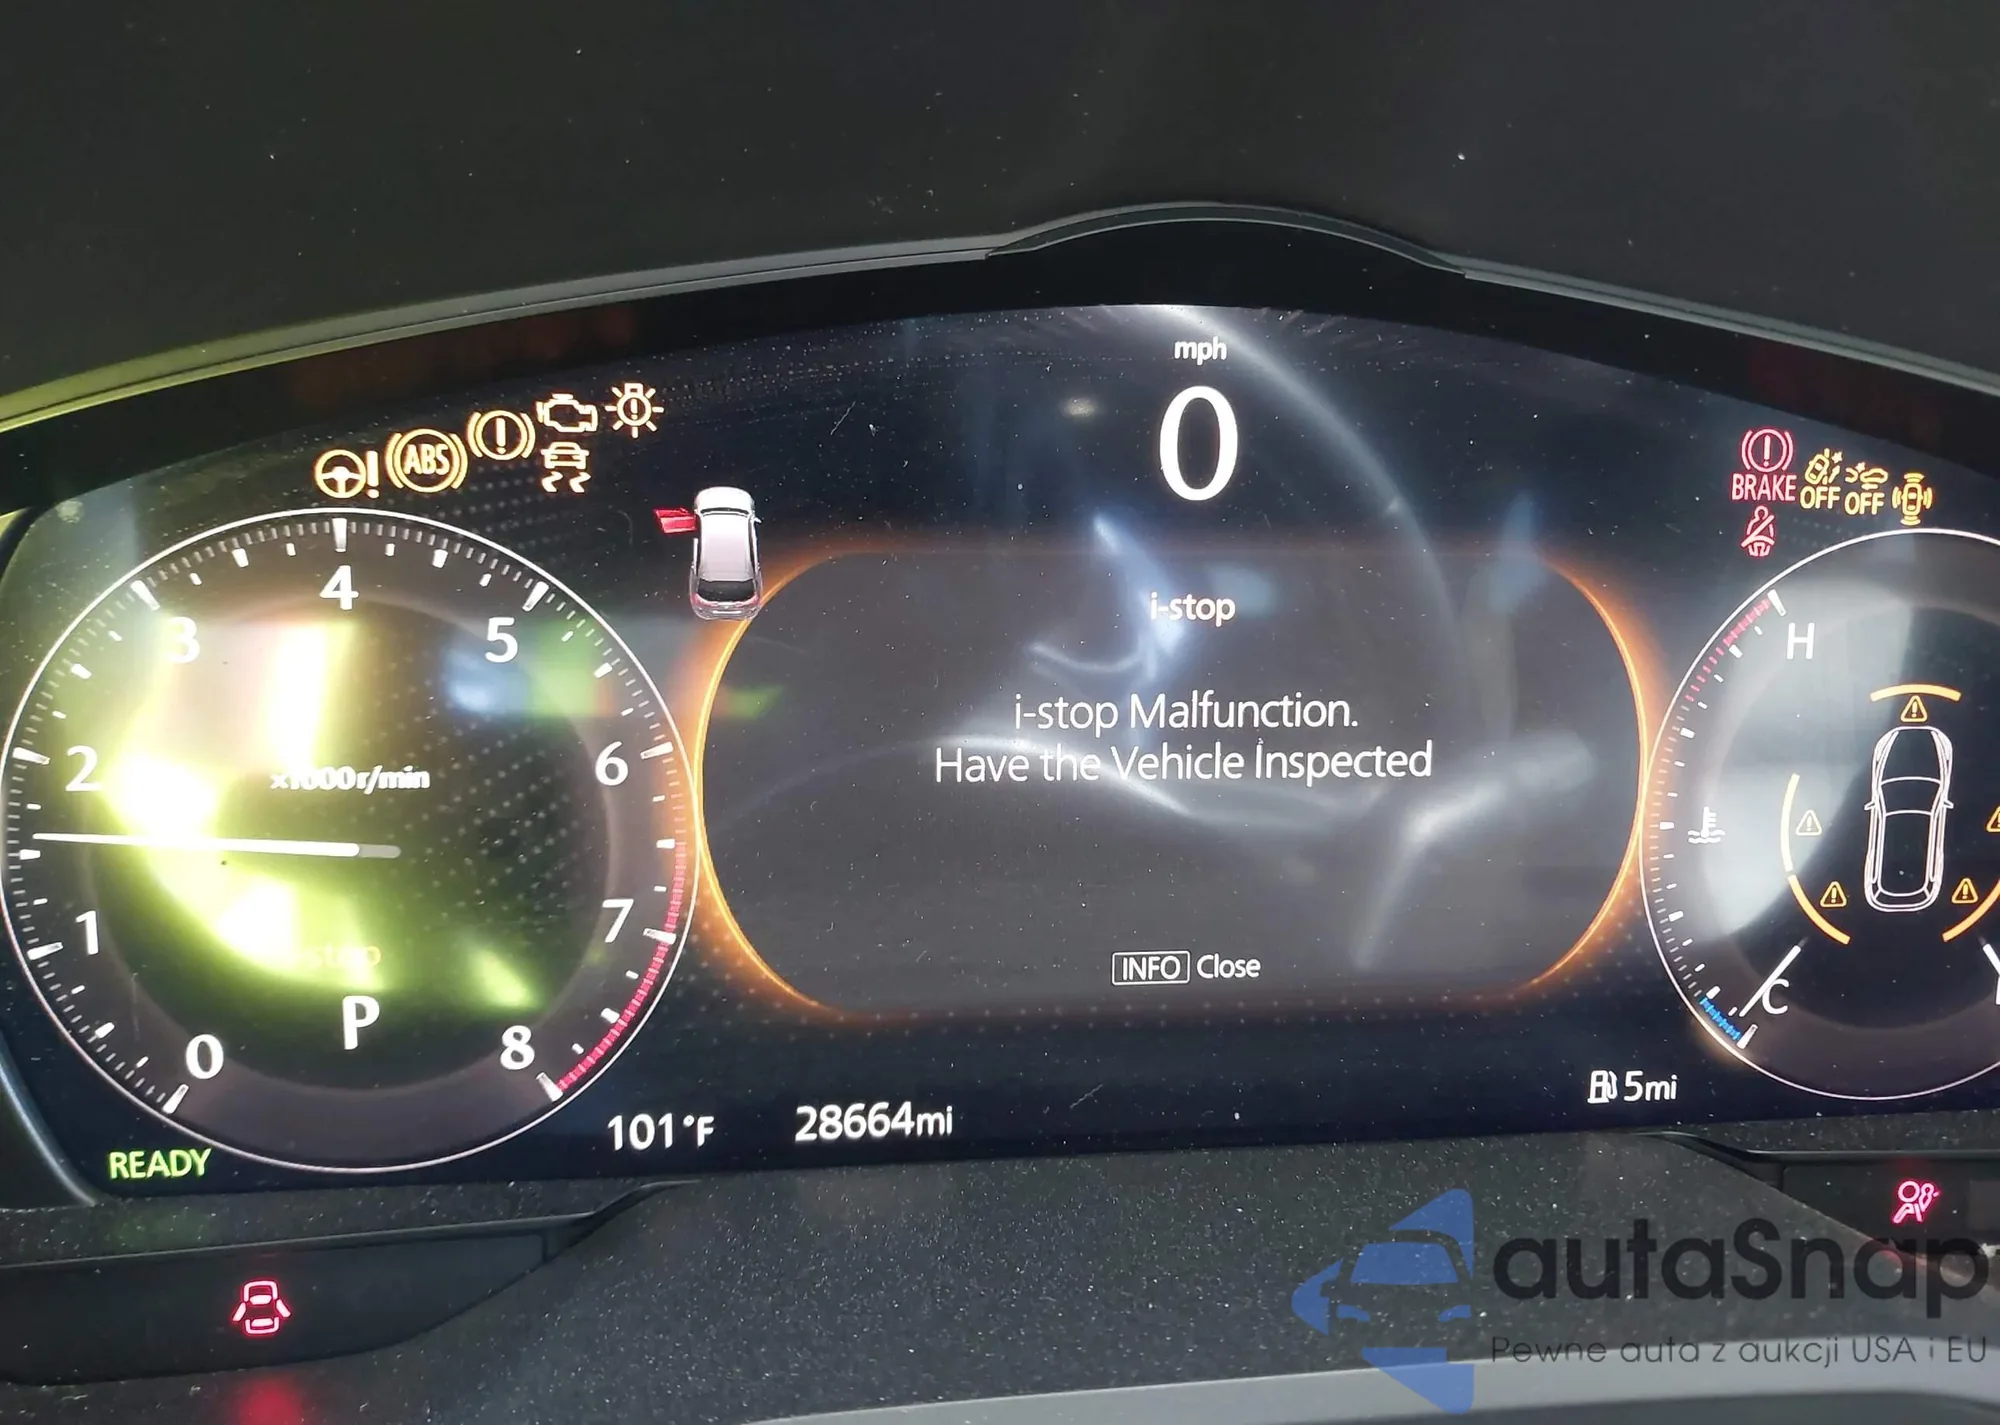 mph
0
ABS
BRAKE
OFF
OFF
4
3
5
2
6
x1000r/min
1
7
0
8
P
i-stop
i-stop Malfunction.
Have the Vehicle Inspected
INFO Close
H
C
5mi
101°F
28664mi
READY
autaSnap
Pewne auta z aukcji USA i EU